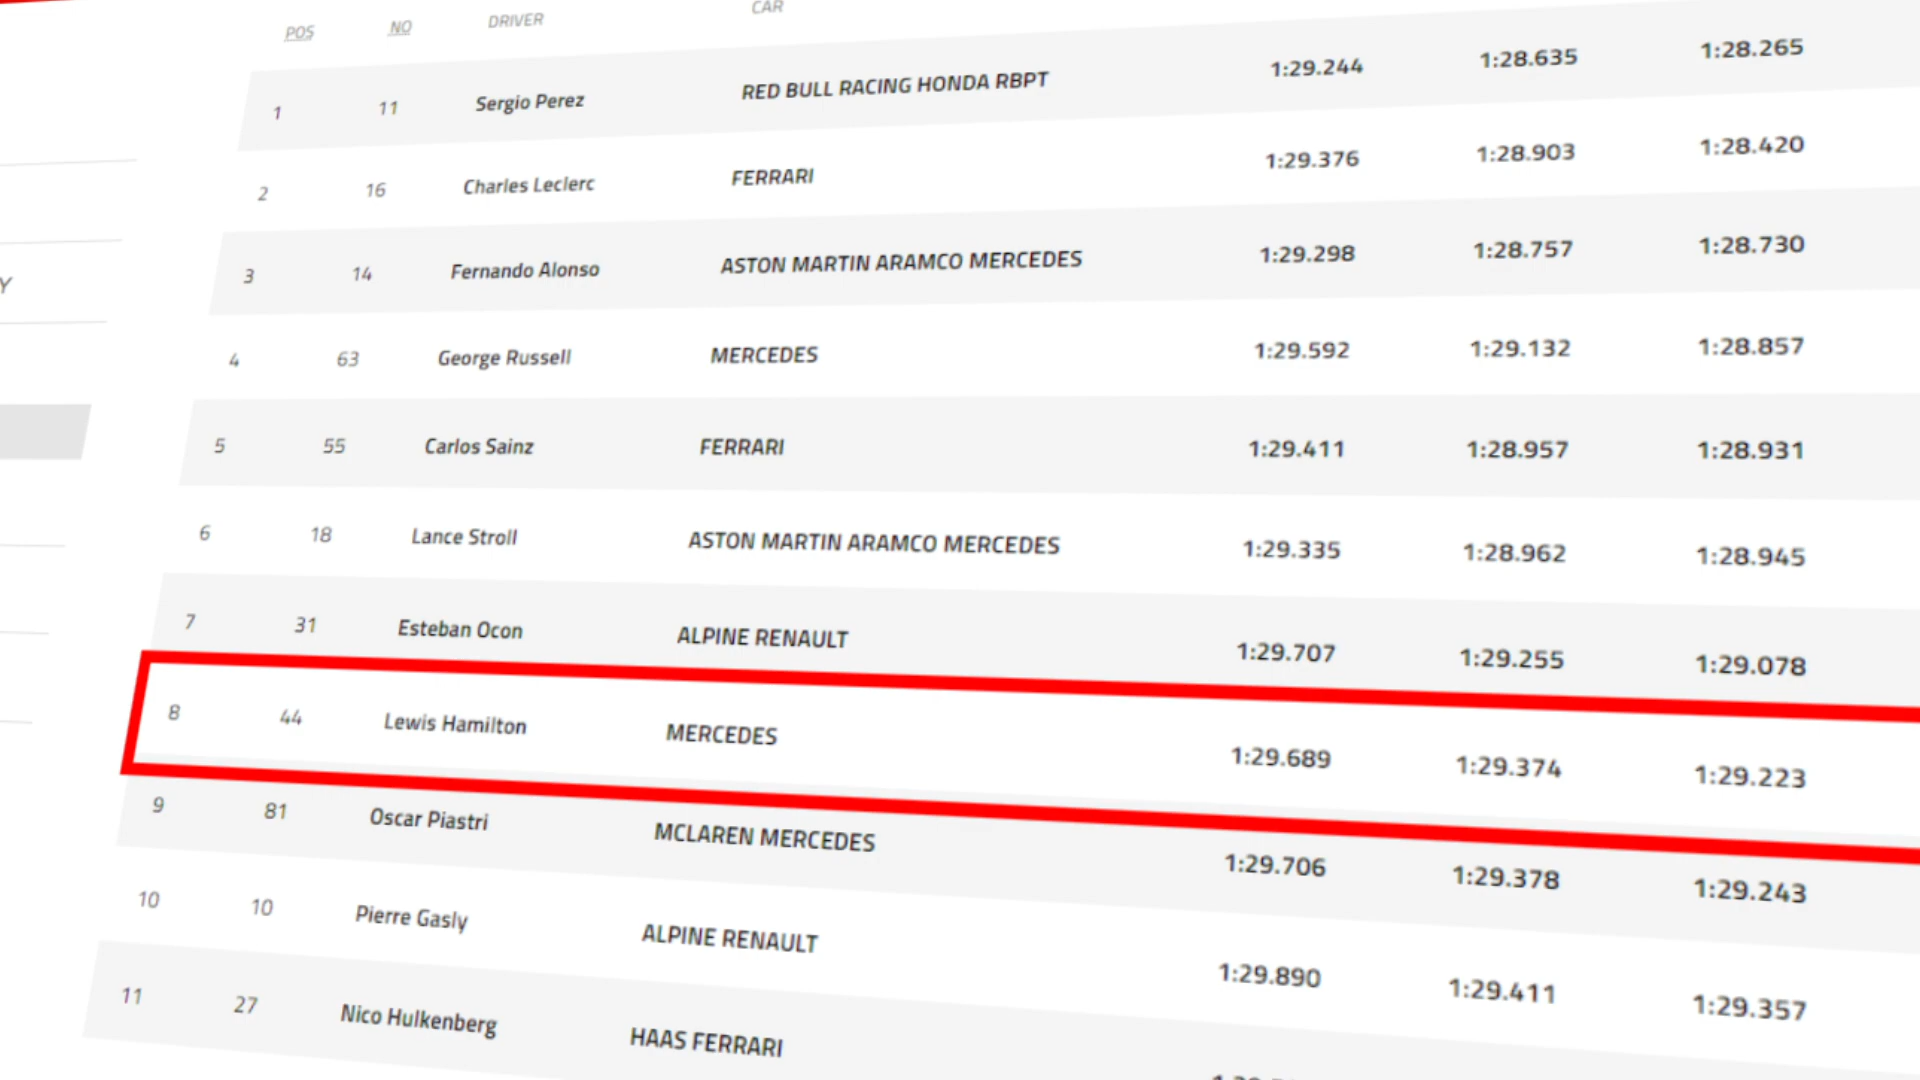 POS NO DRIVER CAR
1 11 Sergio Perez RED BULL RACING HONDA RBPT 1:29.244 1:28.635 1:28.265
2 16 Charles Leclerc FERRARI 1:29.376 1:28.903 1:28.420
3 14 Fernando Alonso ASTON MARTIN ARAMCO MERCEDES 1:29.298 1:28.757 1:28.730
Y
4 63 George Russell MERCEDES 1:29.592 1:29.132 1:28.857
5 55 Carlos Sainz FERRARI 1:29.411 1:28.957 1:28.931
6 18 Lance Stroll ASTON MARTIN ARAMCO MERCEDES 1:29.335 1:28.962 1:28.945
7 31 Esteban Ocon ALPINE RENAULT 1:29.707 1:29.255 1:29.078
8 44 Lewis Hamilton MERCEDES 1:29.689 1:29.374 1:29.223
9 81 Oscar Piastri MCLAREN MERCEDES 1:29.706 1:29.378 1:29.243
10 10 Pierre Gasly ALPINE RENAULT 1:29.890 1:29.411 1:29.357
11 27 Nico Hulkenberg HAAS FERRARI